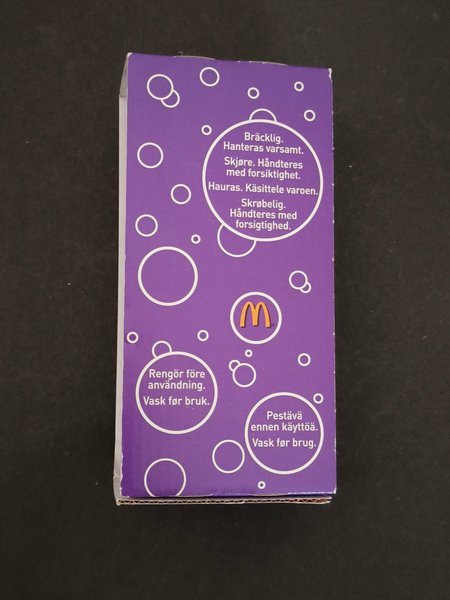 Bräcklig.
Hanteras varsamt.
Skjøre. Håndteres
med forsiktighet.
Hauras. Käsittele varoen.
Skrøbelig.
Håndteres med
forsigtighed.
M
Rengör före
användning.
Vask før bruk.
Pestävä
ennen käyttöä.
Vask før brug.